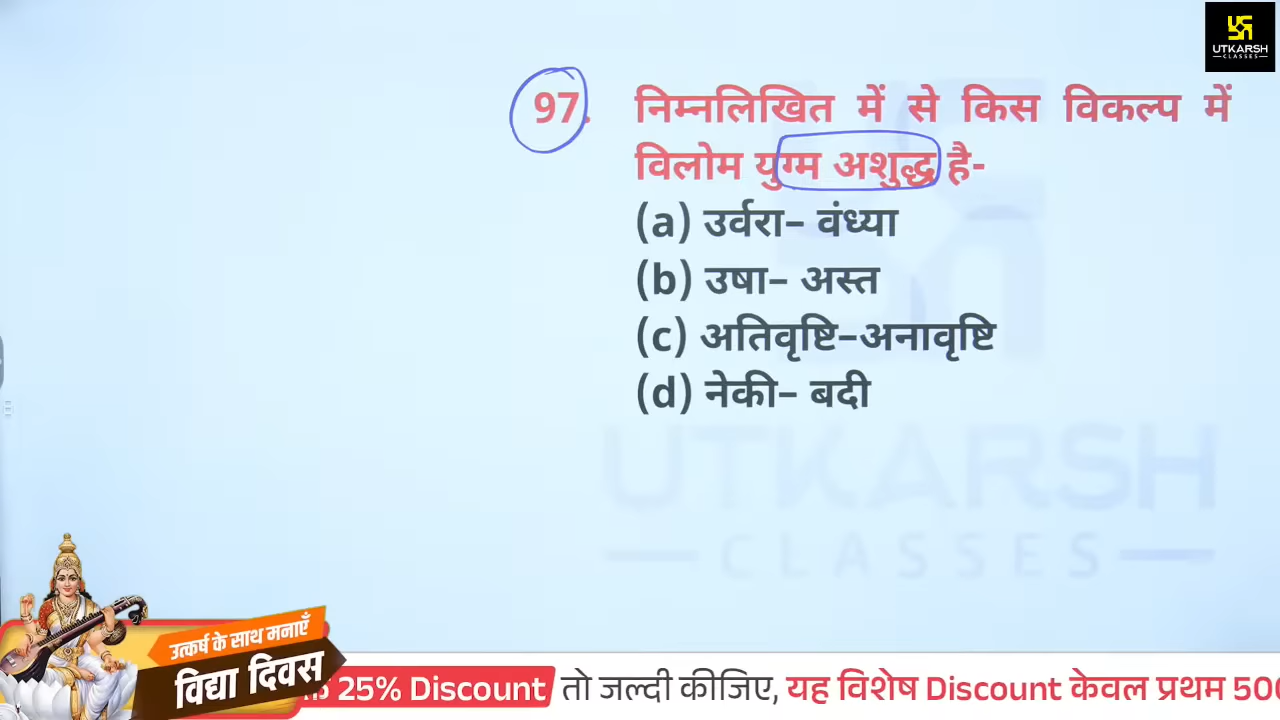 UTKARSH
CLASSES
97. निम्नलिखित में से किस विकल्प में
विलोम युग्म अशुद्ध है-
(a) उर्वरा– वंध्या
(b) उषा– अस्त
(c) अतिवृष्टि–अनावृष्टि
(d) नेकी– बदी
UTKARSH
CLASSES
उत्कर्ष के साथ मनाएँ
विद्या दिवस
25% Discount तो जल्दी कीजिए, यह विशेष Discount केवल प्रथम 500